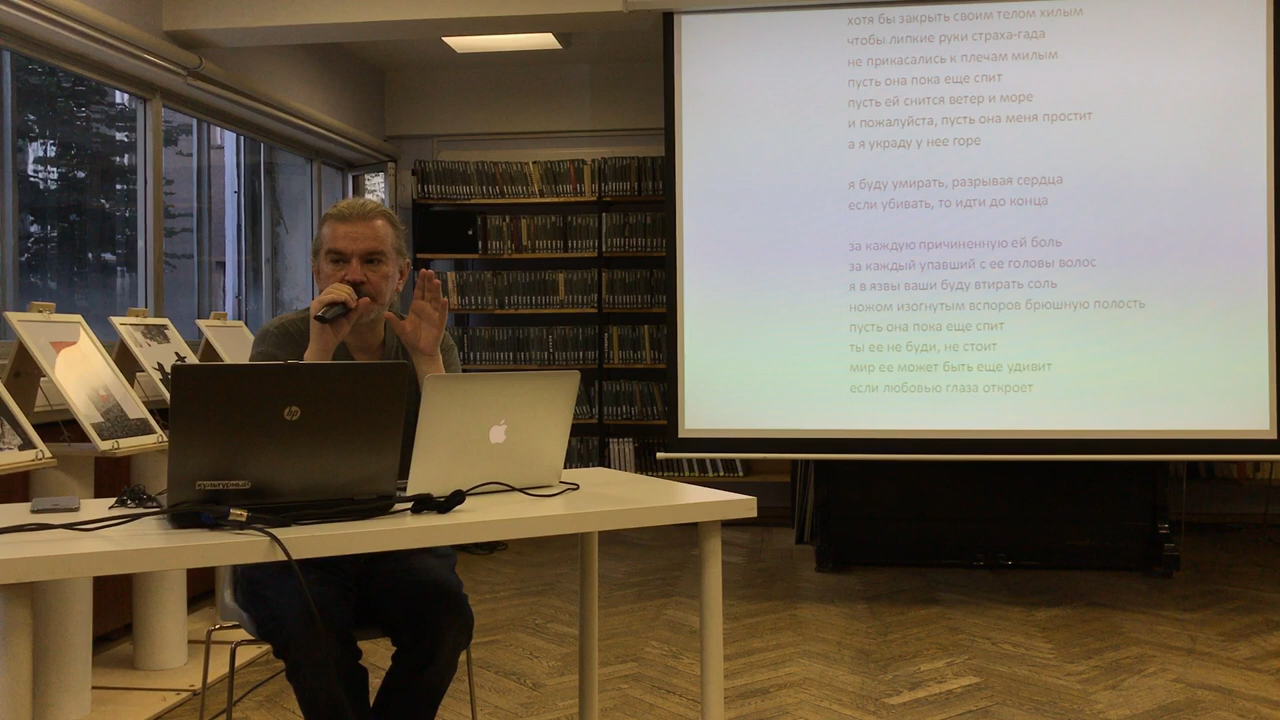 хотя бы закрыть своим телом хилым
чтобы липкие руки страха-гада
не прикасались к плечам милым
пусть она пока еще спит
пусть ей снится ветер и море
и пожалуйста, пусть она меня простит
а я украду у нее горе
я буду умирать, разрывая сердца
если убивать, то идти до конца
за каждую причиненную ей боль
за каждый упавший с ее головы волос
я в язвы ваши буду втирать соль
ножом изогнутым вспоров брюшную полость
пусть она пока еще спит
ты ее не буди, не стоит
мир ее может быть еще удивит
если любовью глаза откроет
hp
культурный